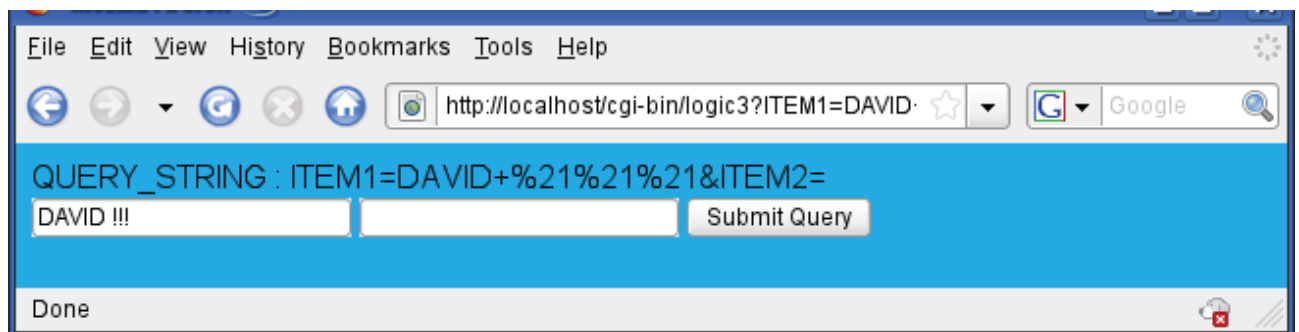 File Edit View History Bookmarks Tools Help
http://localhost/cgi-bin/logic3?ITEM1=DAVID G Google
QUERY_STRING : ITEM1=DAVID+%21%21%21&ITEM2=
DAVID !!! Submit Query
Done